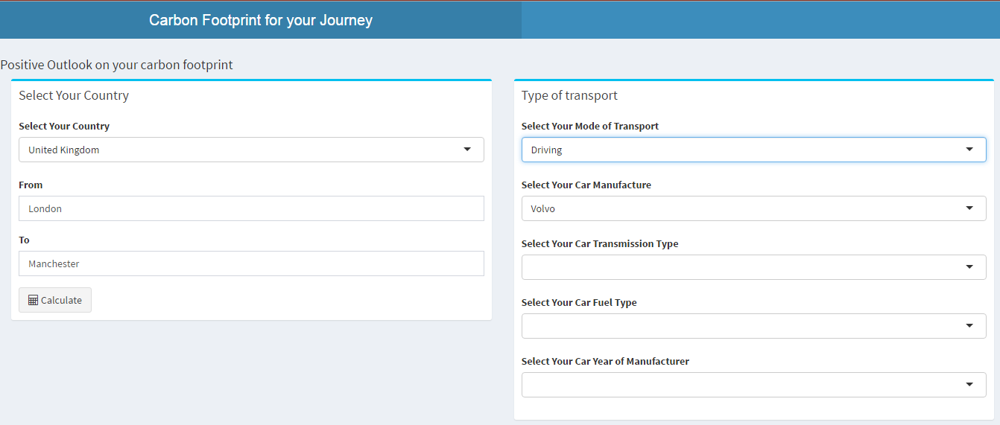 Carbon Footprint for your Journey
Positive Outlook on your carbon footprint
Select Your Country
Select Your Country
United Kingdom
From
London
To
Manchester
Calculate
Type of transport
Select Your Mode of Transport
Driving
Select Your Car Manufacture
Volvo
Select Your Car Transmission Type
Select Your Car Fuel Type
Select Your Car Year of Manufacturer